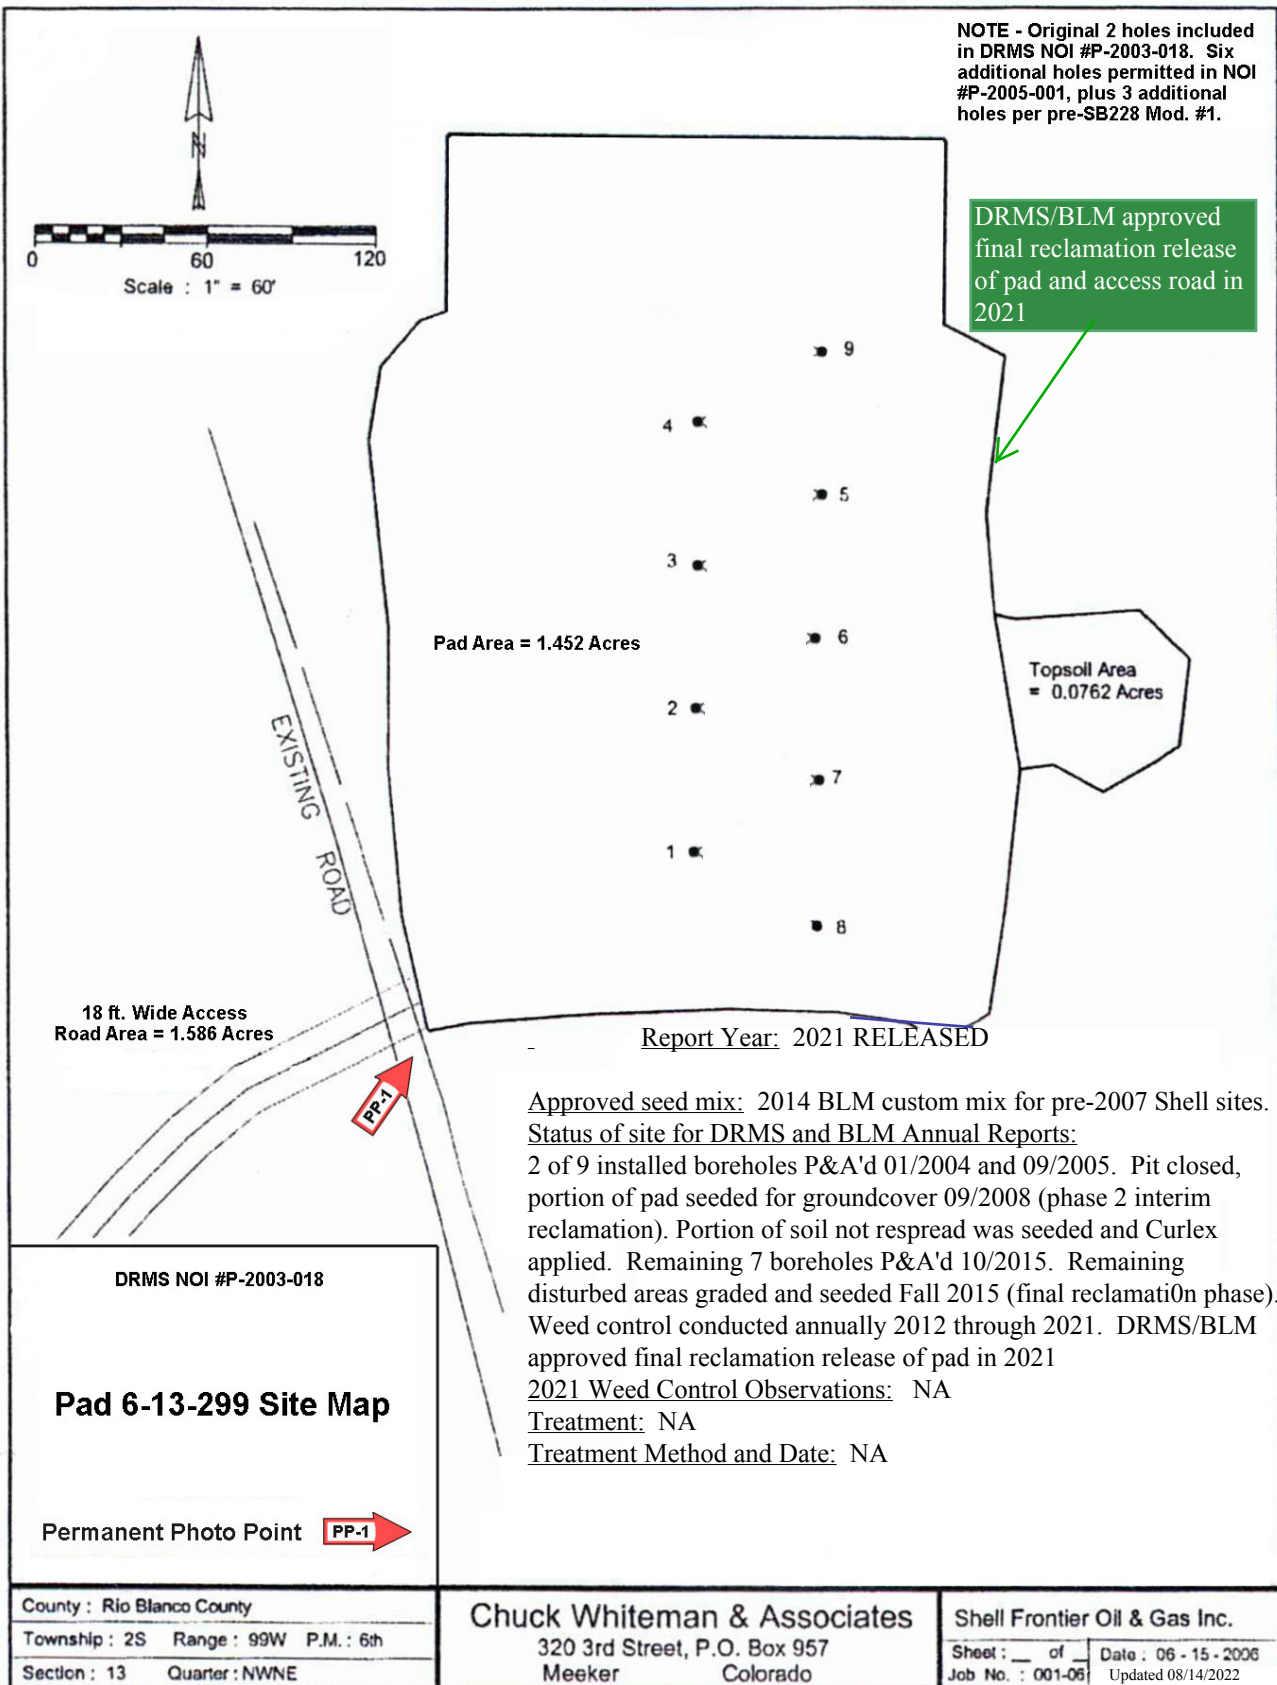 NOTE - Original 2 holes included
in DRMS NOI #P-2003-018. Six
additional holes permitted in NOI
#P-2005-001, plus 3 additional
holes per pre-SB228 Mod. #1.
N
0 60 120
Scale : 1" = 60'
DRMS/BLM approved
final reclamation release
of pad and access road in
2021
9
4
5
3
6
Pad Area = 1.452 Acres
Topsoil Area
= 0.0762 Acres
2
7
1
8
EXISTING ROAD
18 ft. Wide Access
Road Area = 1.586 Acres
PP-1
Report Year: 2021 RELEASED
Approved seed mix: 2014 BLM custom mix for pre-2007 Shell sites.
Status of site for DRMS and BLM Annual Reports:
2 of 9 installed boreholes P&A'd 01/2004 and 09/2005. Pit closed,
portion of pad seeded for groundcover 09/2008 (phase 2 interim
reclamation). Portion of soil not respread was seeded and Curlex
applied. Remaining 7 boreholes P&A'd 10/2015. Remaining
disturbed areas graded and seeded Fall 2015 (final reclamati0n phase).
Weed control conducted annually 2012 through 2021. DRMS/BLM
approved final reclamation release of pad in 2021
2021 Weed Control Observations: NA
Treatment: NA
Treatment Method and Date: NA
DRMS NOI #P-2003-018
Pad 6-13-299 Site Map
Permanent Photo Point PP-1
County : Rio Blanco County
Township : 2S Range : 99W P.M. : 6th
Section : 13 Quarter : NWNE
Chuck Whiteman & Associates
320 3rd Street, P.O. Box 957
Meeker Colorado
Shell Frontier Oil & Gas Inc.
Sheet : __ of __ Date : 06 - 15 - 2006
Job No. : 001-06 Updated 08/14/2022